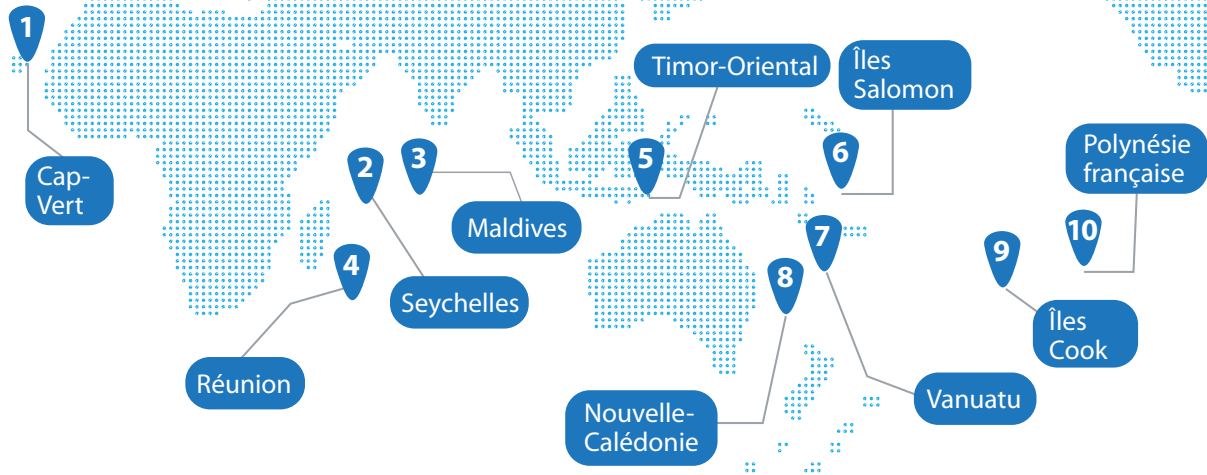 1
Cap-
Vert
2
Seychelles
3
Maldives
4
Réunion
5
Timor-Oriental
6
Îles
Salomon
7
Vanuatu
8
Nouvelle-
Calédonie
9
Îles
Cook
10
Polynésie
française